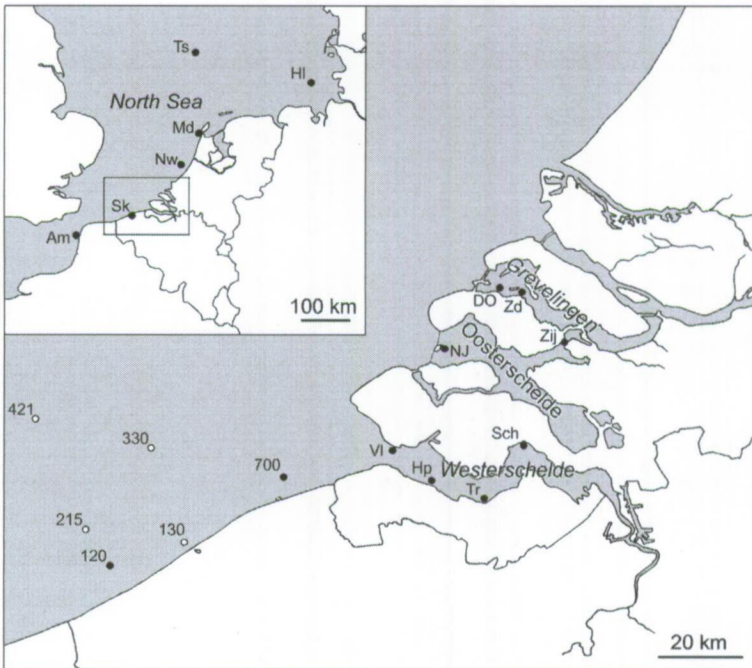 Ts
Hl
North Sea
Md
Nw
Sk
Am
100 km
Grevelingen
DO
Zd
Zij
Oosterschelde
NJ
421
330
Sch
Vl
700
Hp
Westerschelde
Tr
215
130
120
20 km